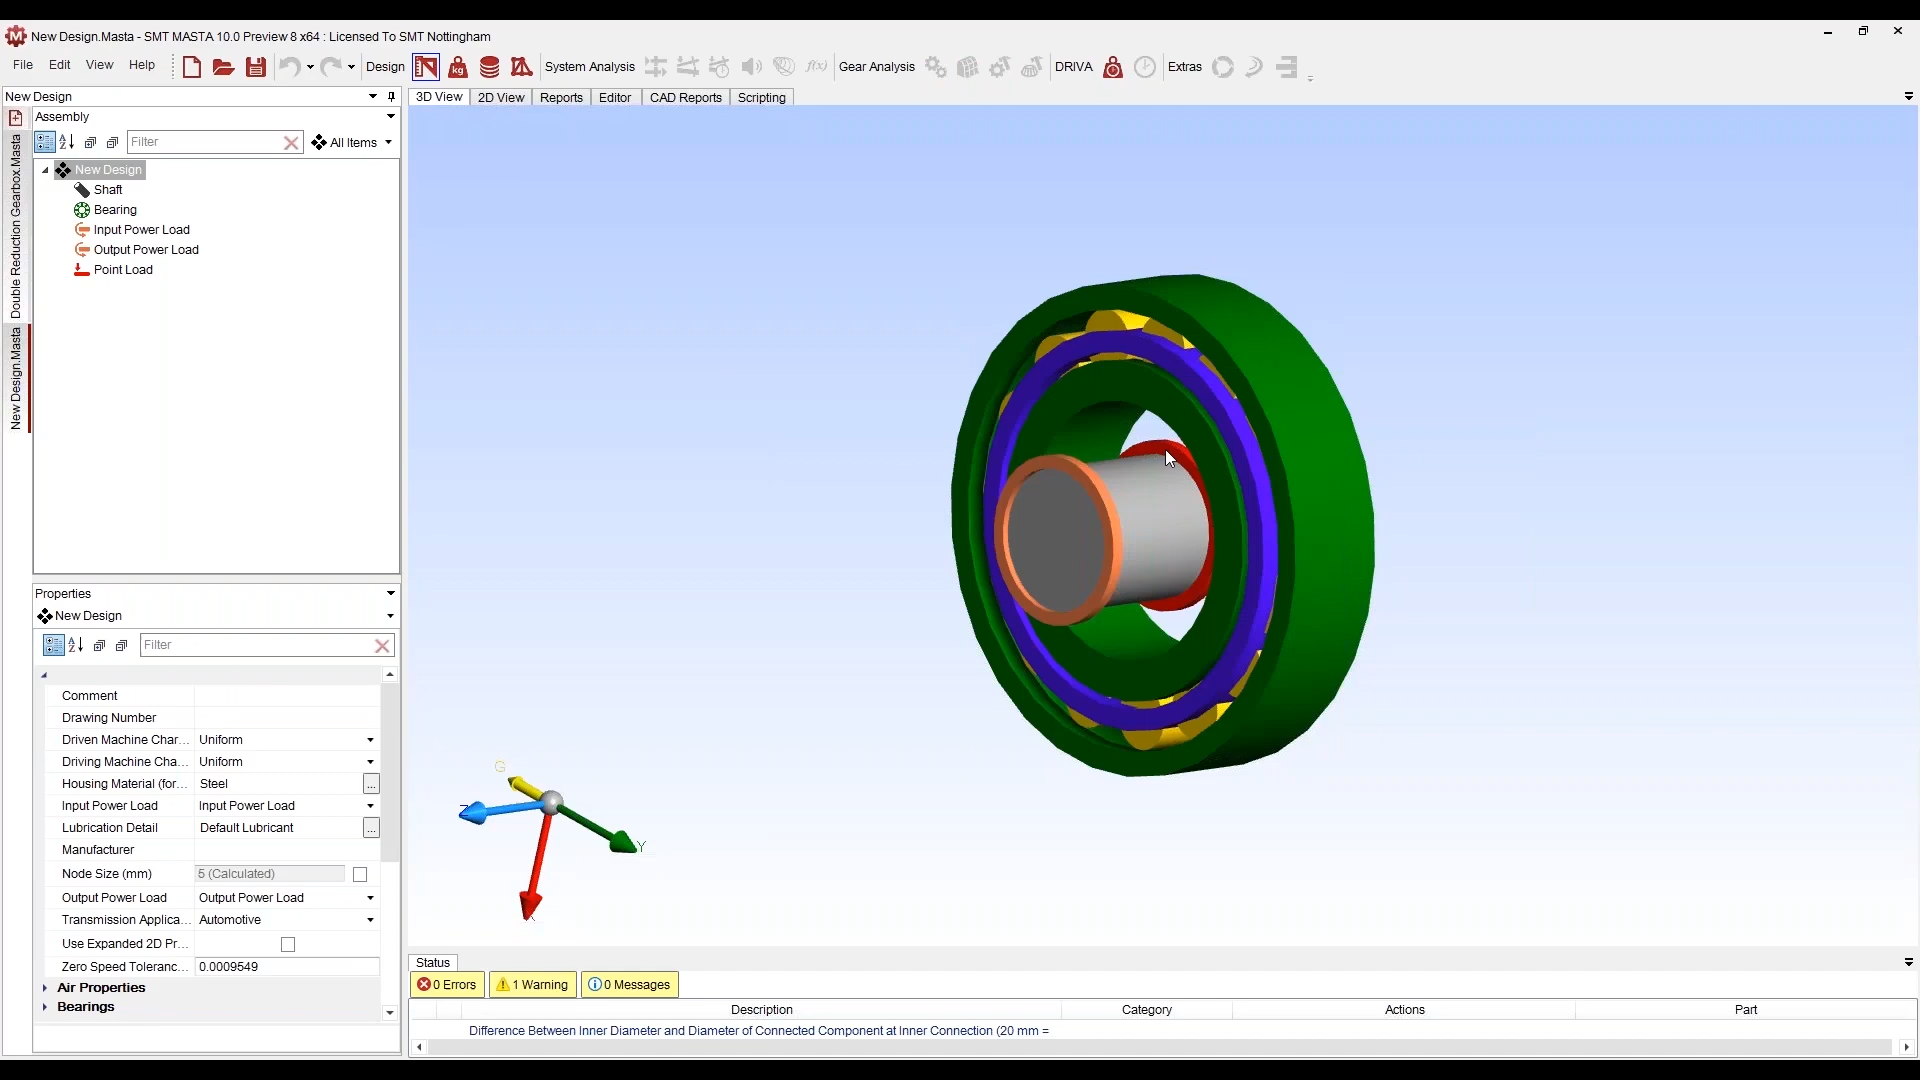 New Design.Masta - SMT MASTA 10.0 Preview 8 x64 : Licensed To SMT Nottingham
File Edit View Help Design System Analysis f(x) Gear Analysis DRIVA Extras
New Design
3D View 2D View Reports Editor CAD Reports Scripting
Assembly
Filter All Items
New Design
Shaft
Bearing
Input Power Load
Output Power Load
Point Load
Double Reduction Gearbox.Masta
New Design.Masta
Properties
New Design
Filter
Comment
Drawing Number
Driven Machine Char... Uniform
Driving Machine Cha... Uniform
Housing Material (for... Steel ...
Input Power Load Input Power Load
Lubrication Detail Default Lubricant ...
Manufacturer
Node Size (mm) 5 (Calculated)
Output Power Load Output Power Load
Transmission Applica... Automotive
Use Expanded 2D Pr...
Zero Speed Toleranc... 0.0009549
Air Properties
Bearings
G
Z
Y
X
Status
0 Errors 1 Warning 0 Messages
Description Category Actions Part
Difference Between Inner Diameter and Diameter of Connected Component at Inner Connection (20 mm =